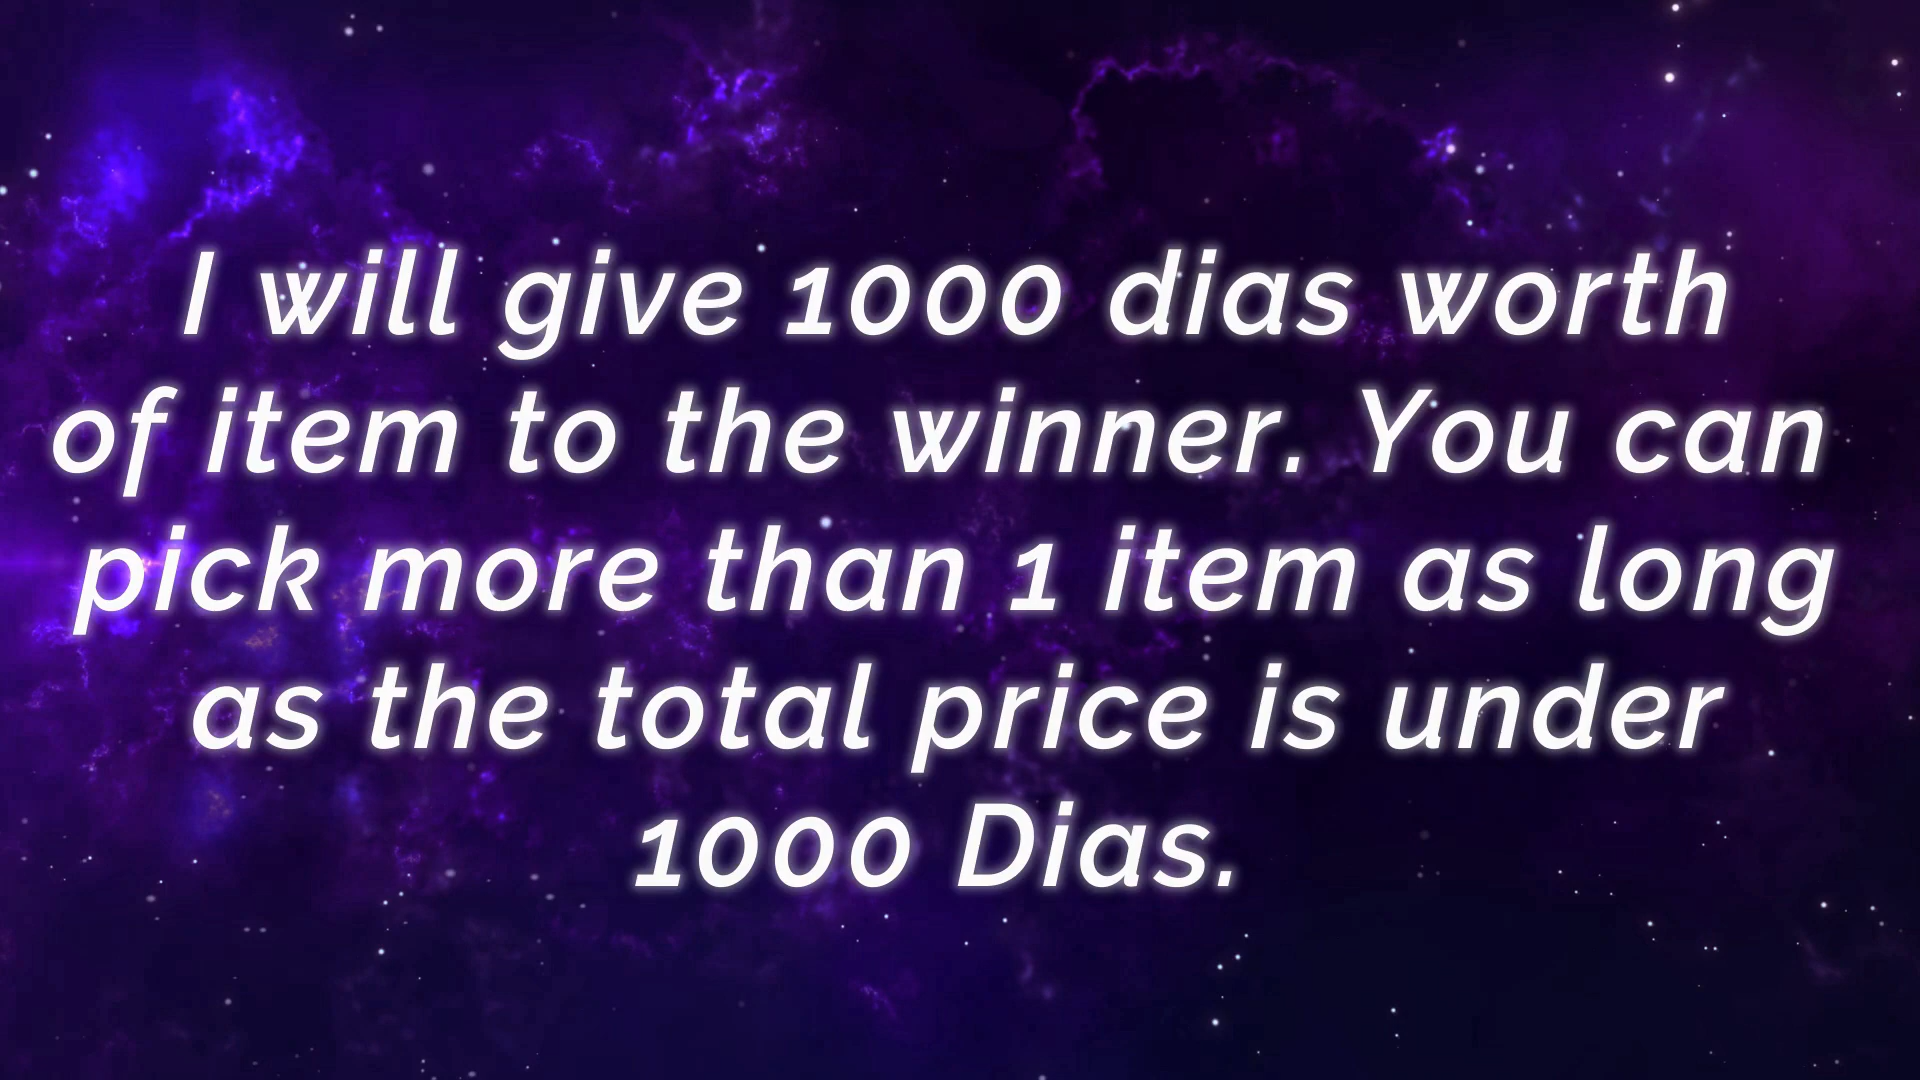 I will give 1000 dias worth
of item to the winner. You can
pick more than 1 item as long
as the total price is under
1000 Dias.